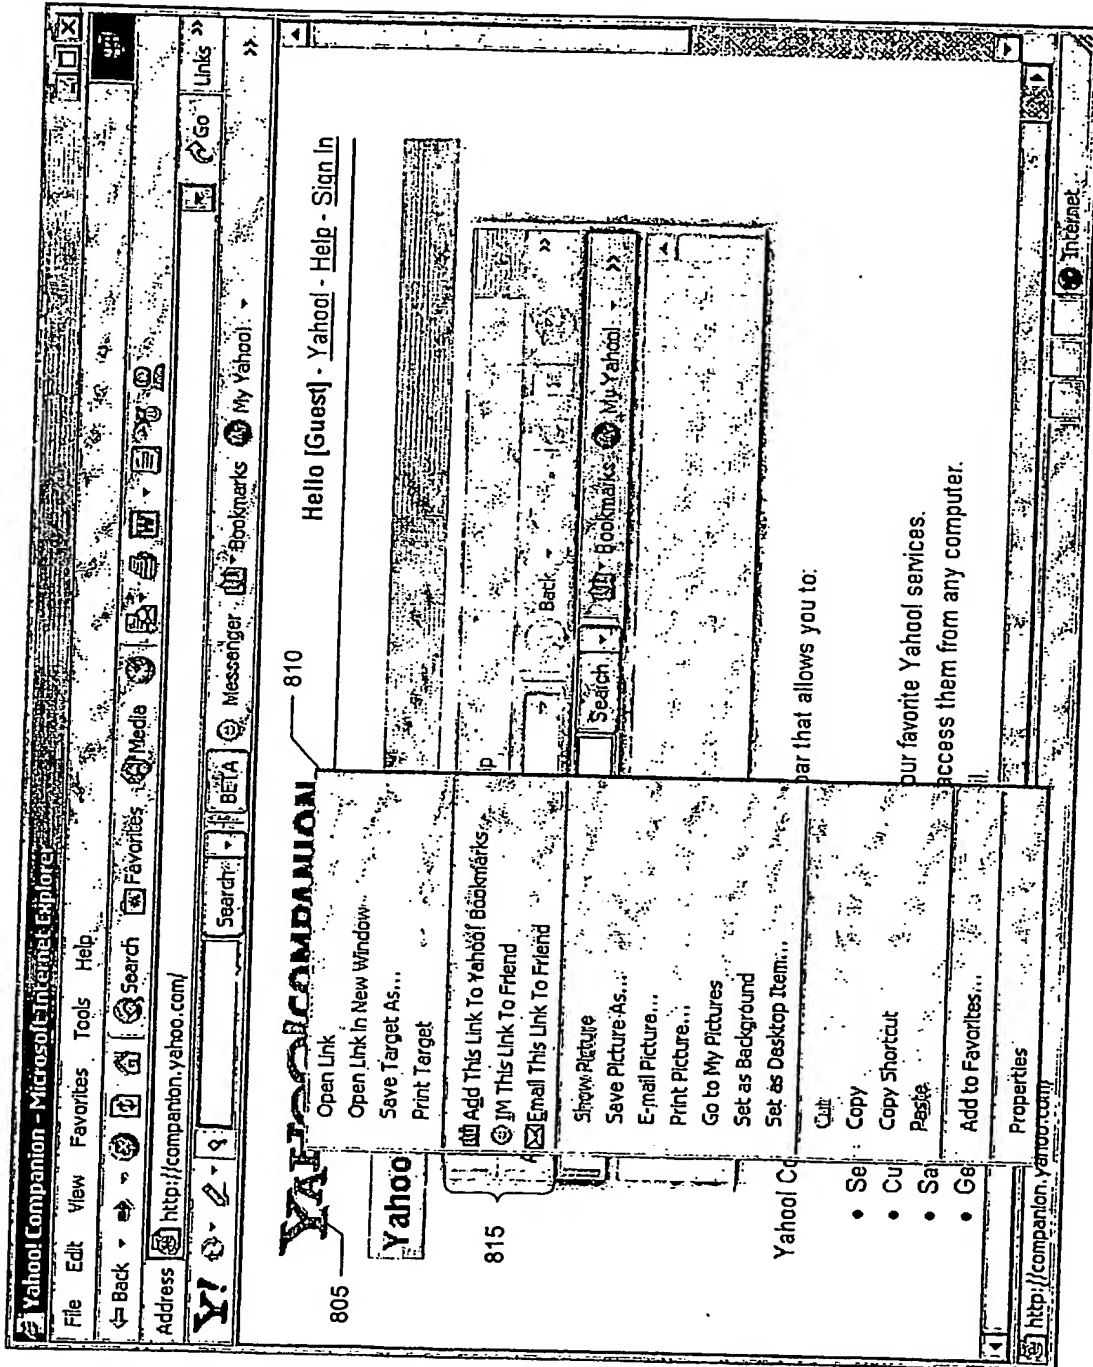 Yahoo! Companion - Microsoft Internet Explorer
File Edit View Favorites Tools Help
Back Search Favorites Media
Address http://companion.yahoo.com/ Go Links »
Y! Search BETA Messenger Bookmarks My Yahoo! »
YAHOO! COMPANION
810
805
Hello [Guest] - Yahoo! - Help - Sign In
Yahoo
Open Link
Open Link In New Window
Save Target As...
Print Target
815
Add This Link To Yahoo! Bookmarks
IM This Link To Friend
Email This Link To Friend
Show Picture
Save Picture As...
E-mail Picture...
Print Picture...
Go to My Pictures
Set as Background
Set as Desktop Item...
Cut
Copy
Copy Shortcut
Paste
Add to Favorites...
Properties
ip
» Back »
Search Bookmarks My Yahoo! »
Yahoo! Co
bar that allows you to:
• Se
• Cu
our favorite Yahoo! services.
• Sa
access them from any computer.
• Ge
il.
http://companion.yahoo.com/ Internet